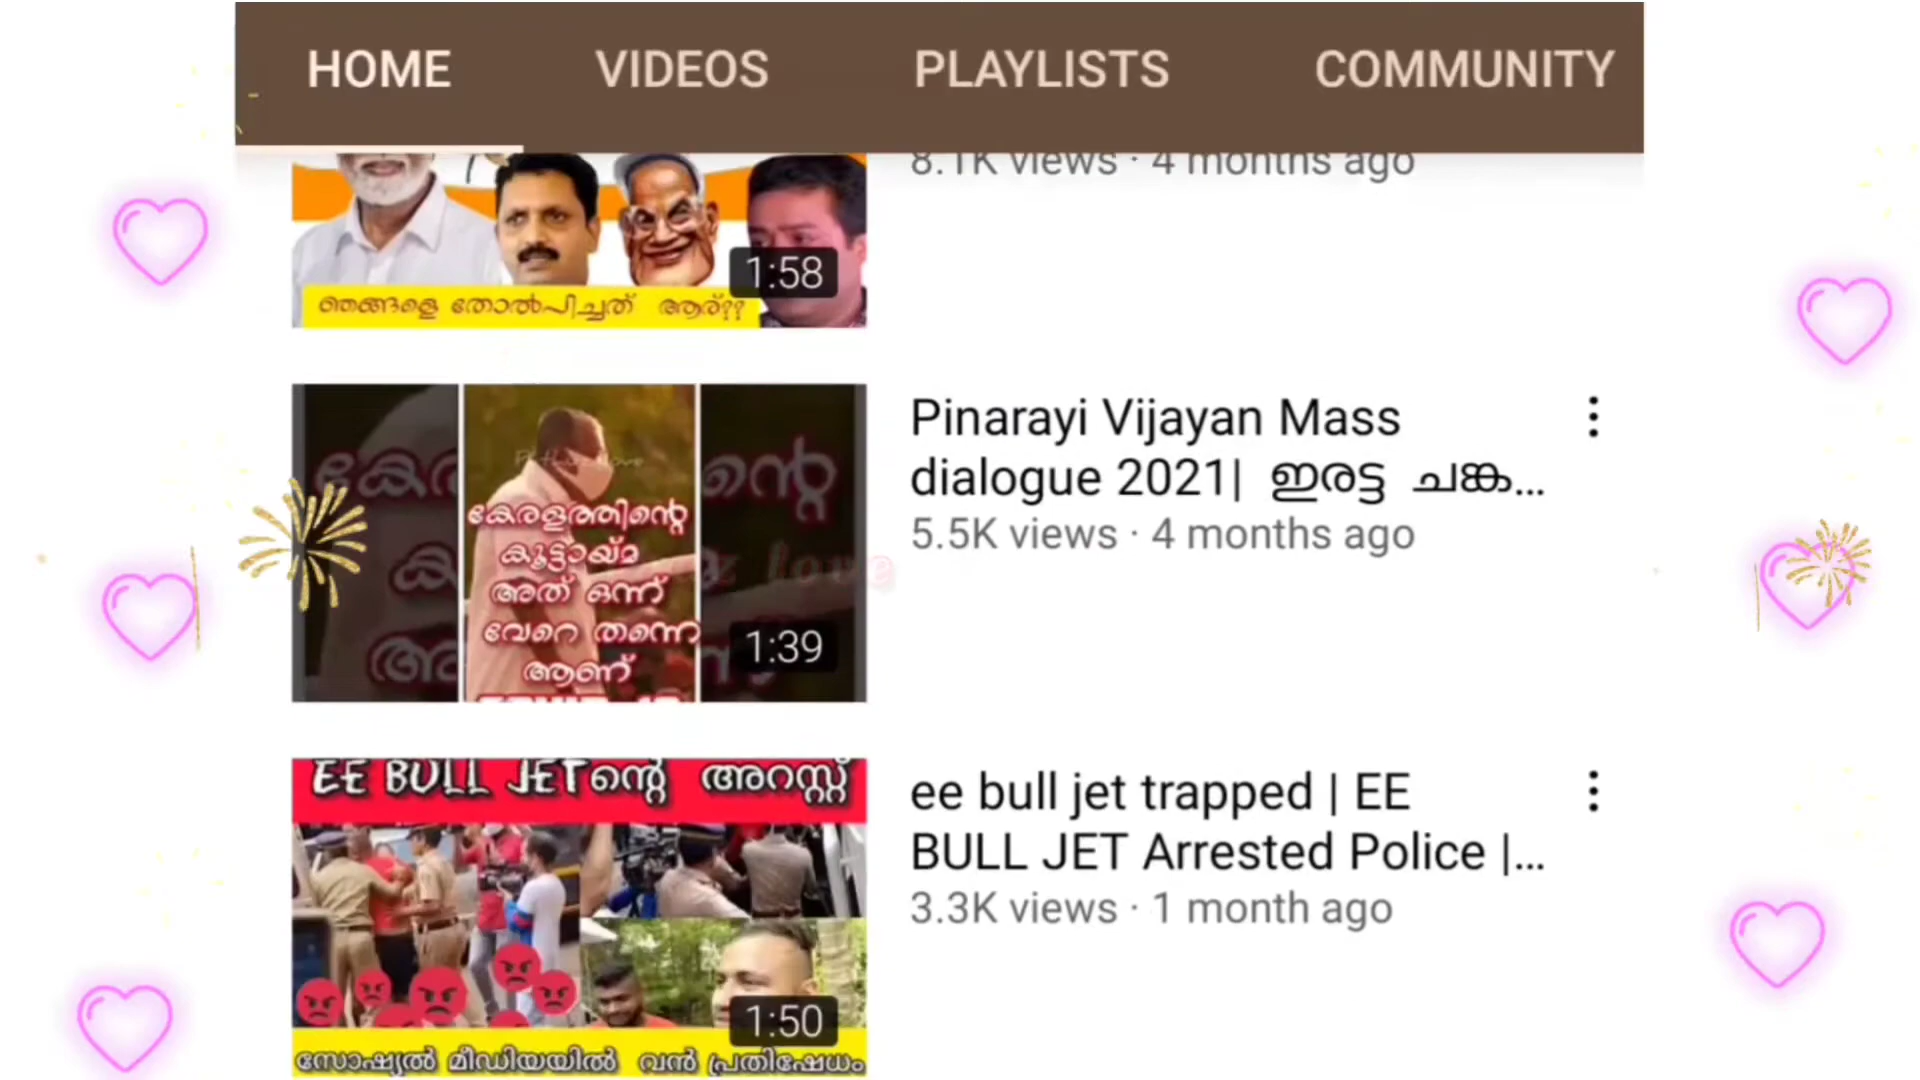 HOME VIDEOS PLAYLISTS COMMUNITY
8.1K views · 4 months ago
1:58
ഞങ്ങളെ തോൽപിച്ചത് ആര്??
Pinarayi Vijayan Mass
dialogue 2021| ഇരട്ട ചങ്ക...
5.5K views · 4 months ago
കേരളത്തിന്റെ
കൂട്ടായ്മ
അത് ഒന്ന്
വേറെ തന്നെ
ആണ്
1:39
EE BULL JETന്റെ അറസ്റ്റ്
ee bull jet trapped | EE
BULL JET Arrested Police |...
3.3K views · 1 month ago
1:50
സോഷ്യൽ മീഡിയയിൽ വൻ പ്രതിഷേധം